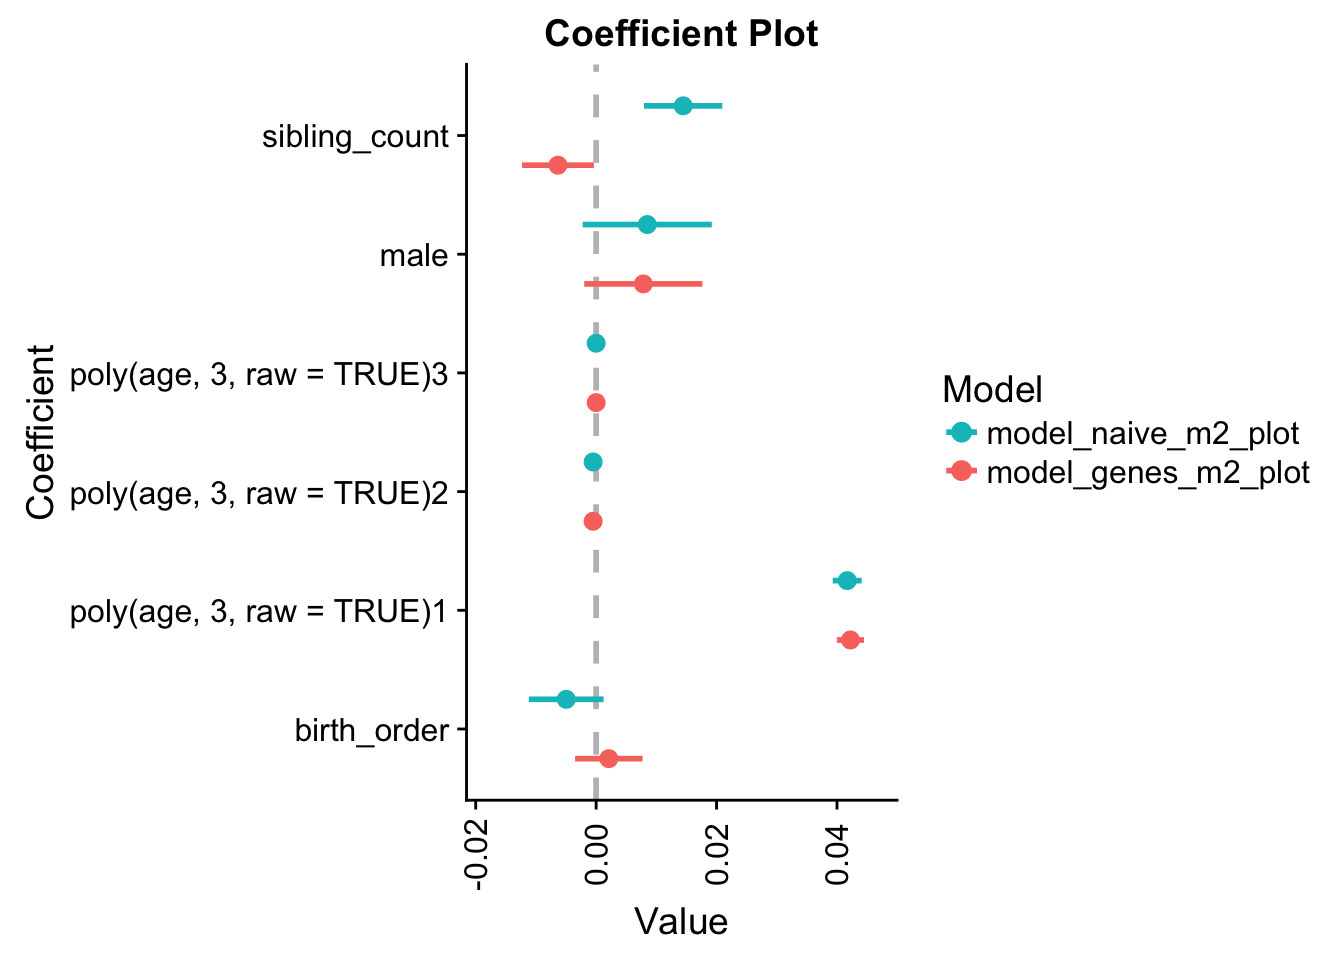 Coefficient Plot
Coefficient
sibling_count
male
poly(age, 3, raw = TRUE)3
poly(age, 3, raw = TRUE)2
poly(age, 3, raw = TRUE)1
birth_order
-0.02
0.00
0.02
0.04
Value
Model
model_naive_m2_plot
model_genes_m2_plot